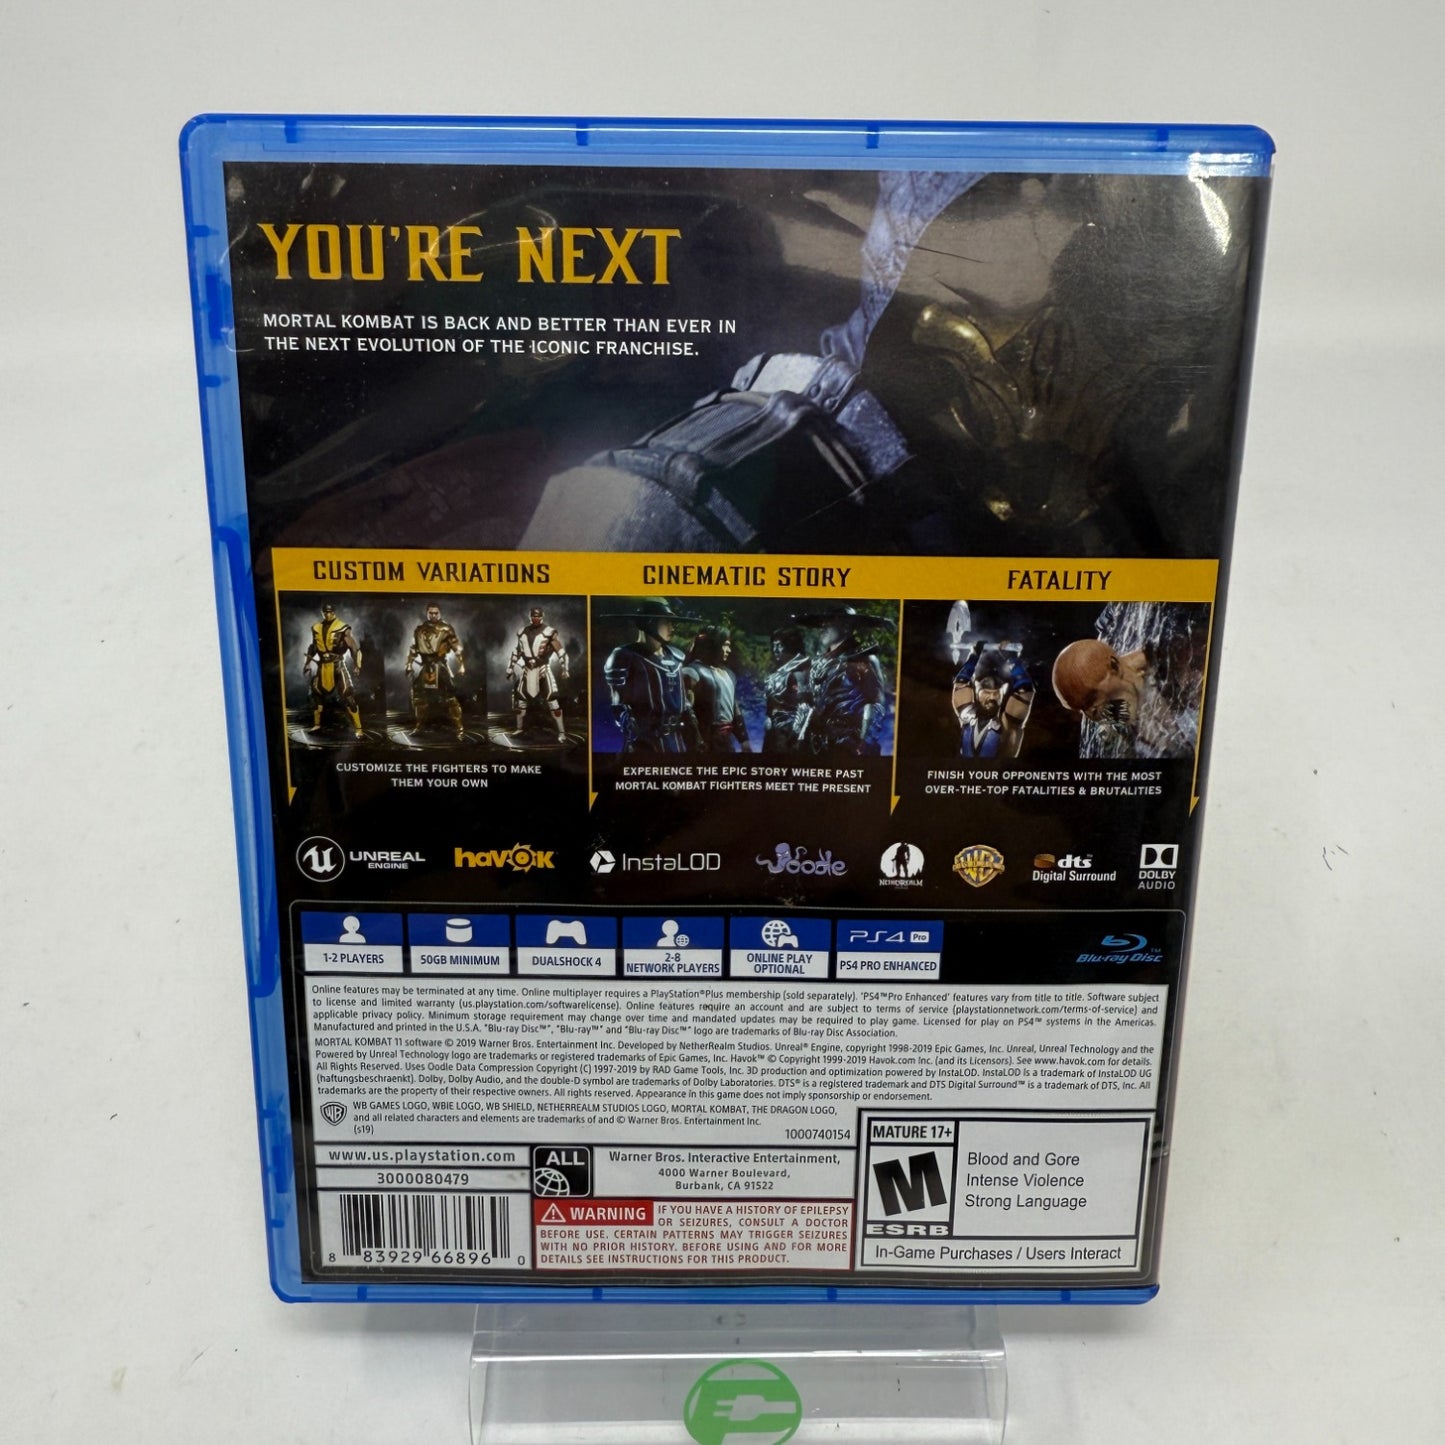 YOU'RE NEXT
MORTAL KOMBAT IS BACK AND BETTER THAN EVER IN
THE NEXT EVOLUTION OF THE ICONIC FRANCHISE.
CUSTOM VARIATIONS
CINEMATIC STORY
FATALITY
CUSTOMIZE THE FIGHTERS TO MAKE
THEM YOUR OWN
EXPERIENCE THE EPIC STORY WHERE PAST
MORTAL KOMBAT FIGHTERS MEET THE PRESENT
FINISH YOUR OPPONENTS WITH THE MOST
OVER-THE-TOP FATALITIES & BRUTALITIES
UNREAL
ENGINE
havok
InstaLOD
oodle
NETHERREALM
WB
dts
Digital Surround
DOLBY
AUDIO
1-2 PLAYERS
50GB MINIMUM
DUALSHOCK 4
2-8
NETWORK PLAYERS
ONLINE PLAY
OPTIONAL
PS4 Pro
PS4 PRO ENHANCED
Blu-ray Disc™
Online features may be terminated at any time. Online multiplayer requires a PlayStation®Plus membership (sold separately). 'PS4™Pro Enhanced' features vary from title to title. Software subject
to license and limited warranty (us.playstation.com/softwarelicense). Online features require an account and are subject to terms of service (playstationnetwork.com/terms-of-service) and
applicable privacy policy. Minimum storage requirement may change over time and mandated updates may be required to play game. Licensed for play on PS4™ systems in the Americas.
Manufactured and printed in the U.S.A. "Blu-ray Disc™", "Blu-ray™" and "Blu-ray Disc™" logo are trademarks of Blu-ray Disc Association.
MORTAL KOMBAT 11 software © 2019 Warner Bros. Entertainment Inc. Developed by NetherRealm Studios. Unreal® Engine, copyright 1998-2019 Epic Games, Inc. Unreal, Unreal Technology and the
Powered by Unreal Technology logo are trademarks or registered trademarks of Epic Games, Inc. Havok™ © Copyright 1999-2019 Havok.com Inc. (and its Licensors). See www.havok.com for details.
All Rights Reserved. Uses Oodle Data Compression Copyright (C) 1997-2019 by RAD Game Tools, Inc. 3D production and optimization powered by InstaLOD. InstaLOD Is a trademark of InstaLOD UG
(haftungsbeschraenkt). Dolby, Dolby Audio, and the double-D symbol are trademarks of Dolby Laboratories. DTS® is a registered trademark and DTS Digital Surround™ is a trademark of DTS, Inc. All
trademarks are the property of their respective owners. All rights reserved. Appearance in this game does not imply sponsorship or endorsement.
WB GAMES LOGO, WBIE LOGO, WB SHIELD, NETHERREALM STUDIOS LOGO, MORTAL KOMBAT, THE DRAGON LOGO,
and all related characters and elements are trademarks of and © Warner Bros. Entertainment Inc.
(s19)
1000740154
www.us.playstation.com
3000080479
8 83929 66896 0
ALL
Warner Bros. Interactive Entertainment,
4000 Warner Boulevard,
Burbank, CA 91522
WARNING IF YOU HAVE A HISTORY OF EPILEPSY
OR SEIZURES, CONSULT A DOCTOR
BEFORE USE. CERTAIN PATTERNS MAY TRIGGER SEIZURES
WITH NO PRIOR HISTORY. BEFORE USING AND FOR MORE
DETAILS SEE INSTRUCTIONS FOR THIS PRODUCT.
MATURE 17+
M
ESRB
Blood and Gore
Intense Violence
Strong Language
In-Game Purchases / Users Interact